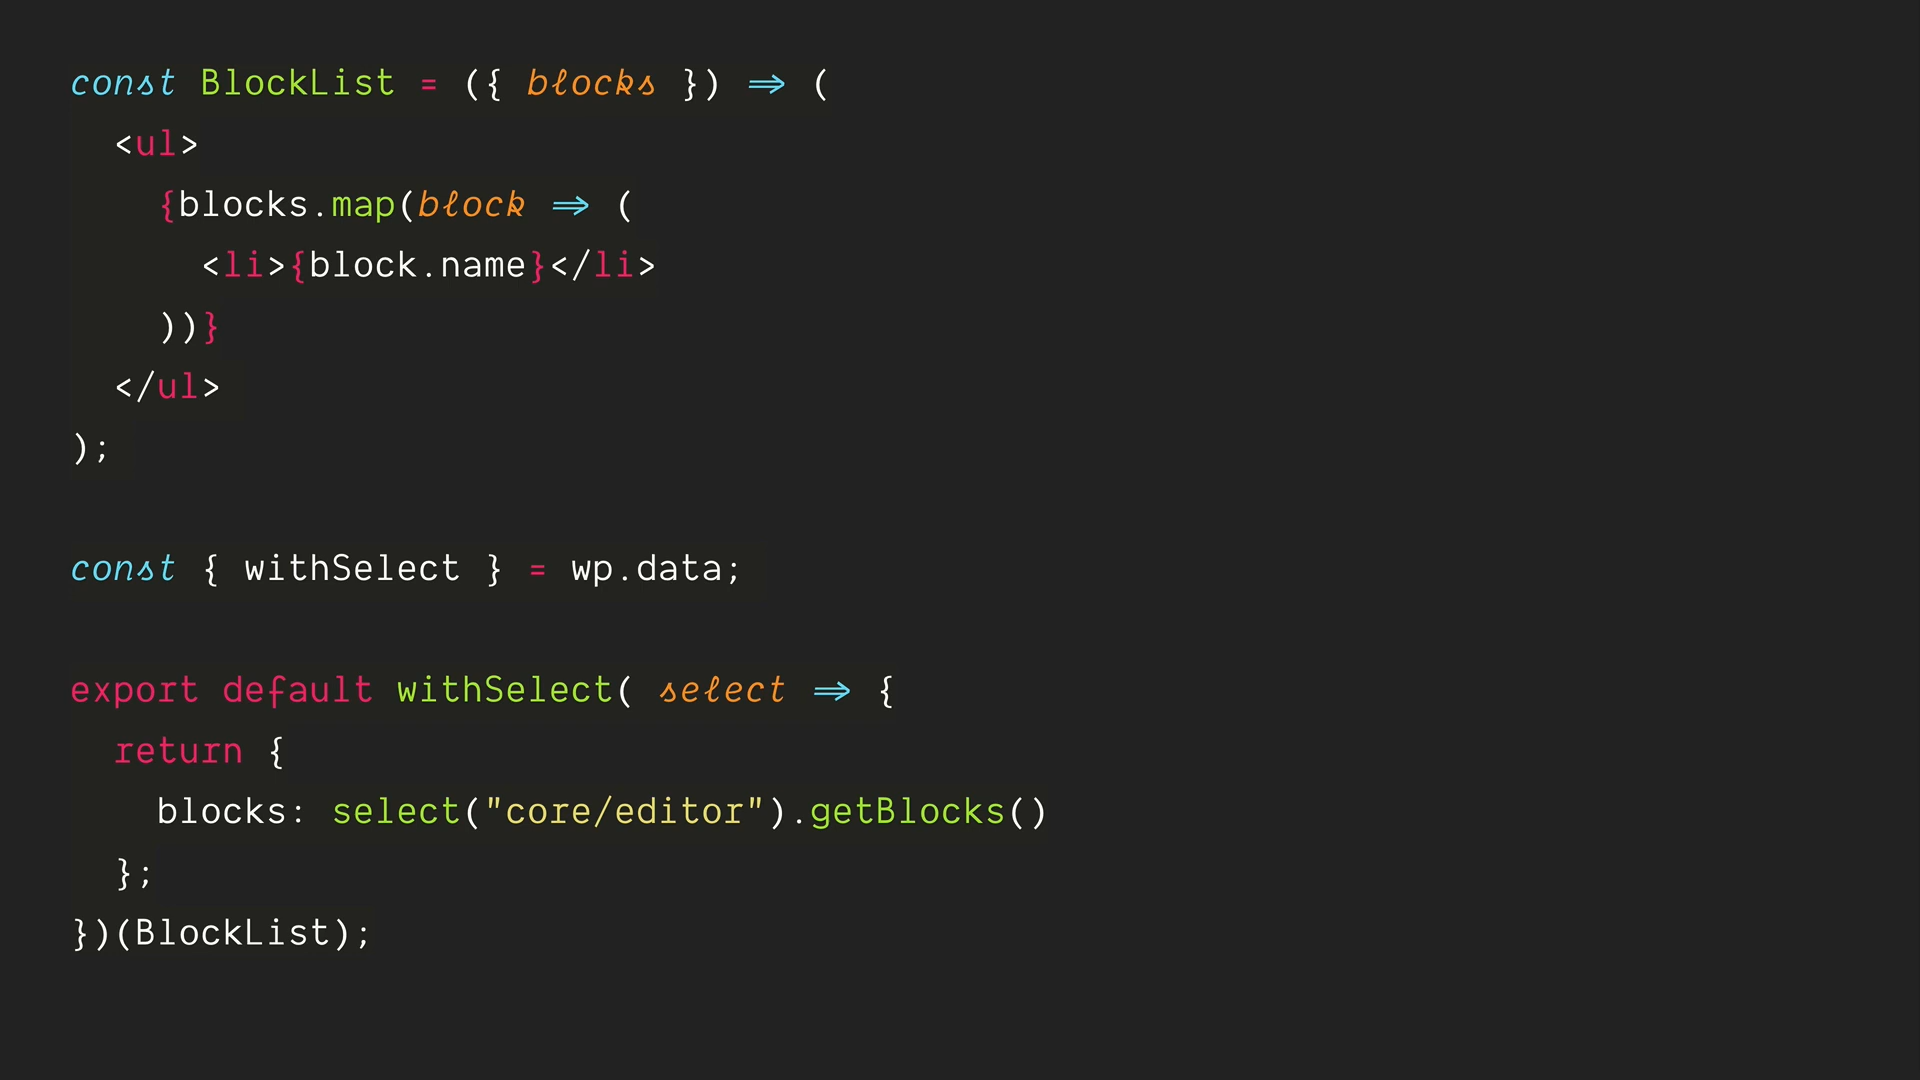 const BlockList = ({ blocks }) => (
  <ul>
    {blocks.map(block => (
      <li>{block.name}</li>
    ))}
  </ul>
);

const { withSelect } = wp.data;

export default withSelect( select => {
  return {
    blocks: select("core/editor").getBlocks()
  };
})(BlockList);